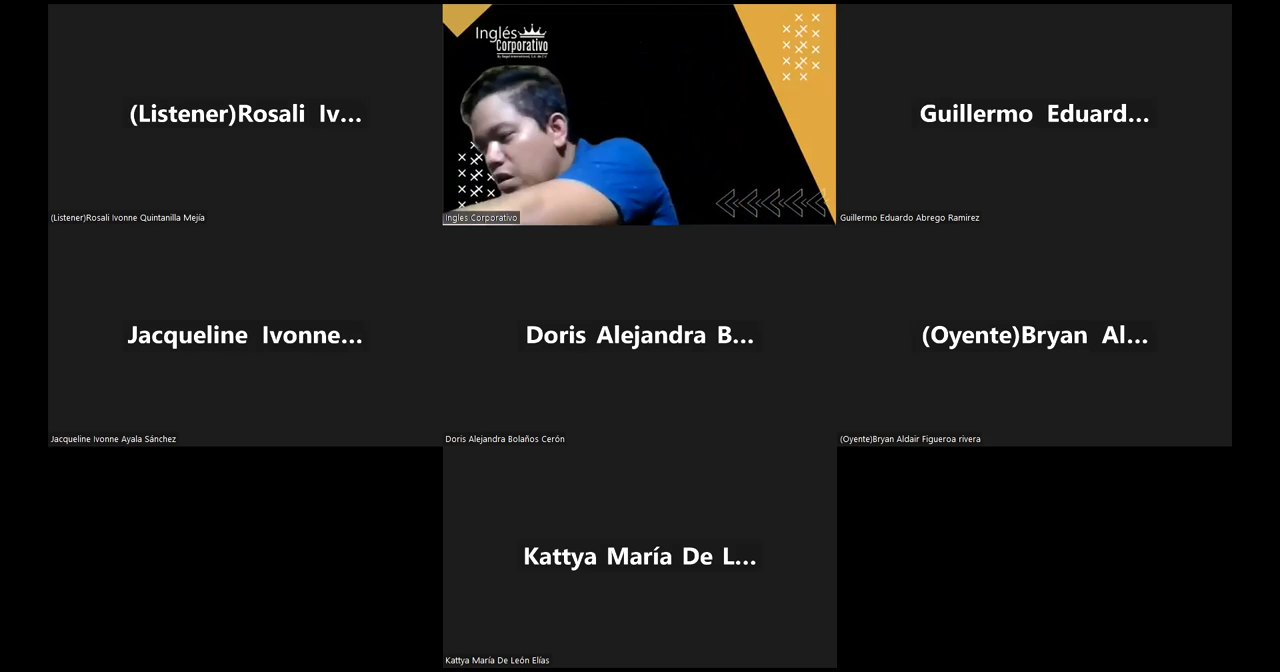 (Listener)Rosali Iv...
Inglés
Corporativo
Guillermo Eduard...
(Listener)Rosali Ivonne Quintanilla Mejía
Ingles Corporativo
Guillermo Eduardo Abrego Ramirez
Jacqueline Ivonne...
Doris Alejandra B...
(Oyente)Bryan Al...
Jacqueline Ivonne Ayala Sánchez
Doris Alejandra Bolaños Cerón
(Oyente)Bryan Aldair Figueroa rivera
Kattya María De L...
Kattya María De León Elías